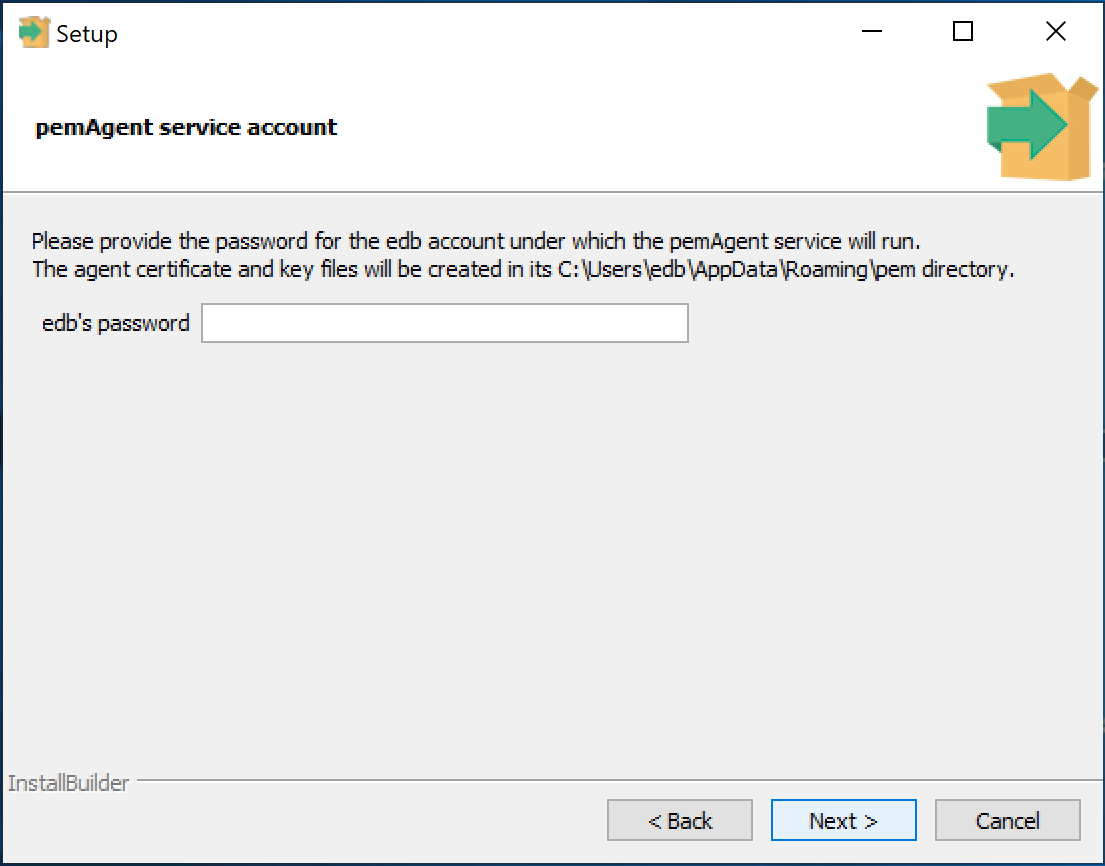 Setup
pemAgent service account
Please provide the password for the edb account under which the pemAgent service will run.
The agent certificate and key files will be created in its C:\Users\edb\AppData\Roaming\pem directory.
edb's password
InstallBuilder
< Back
Next >
Cancel